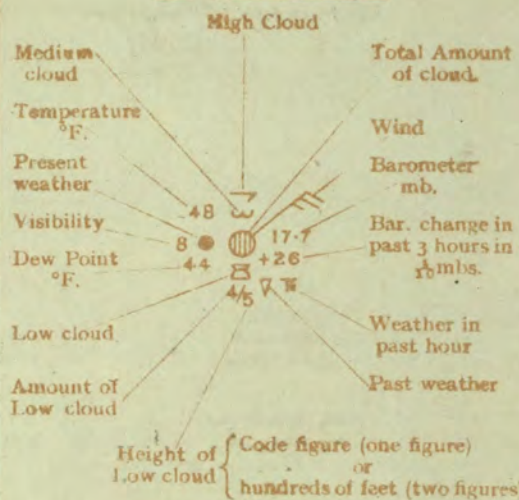 High Cloud
Medium
cloud
Total Amount
of cloud.
Temperature
°F.
Wind
Present
weather
Barometer
mb.
Visibility
Bar. change in
past 3 hours in
1/10 mbs.
Dew Point
°F.
48
8
17·7
44
+26
4/5
Low cloud
Weather in
past hour
Amount of
Low cloud
Past weather
Height of
Low cloud
Code figure (one figure)
or
hundreds of feet (two figures